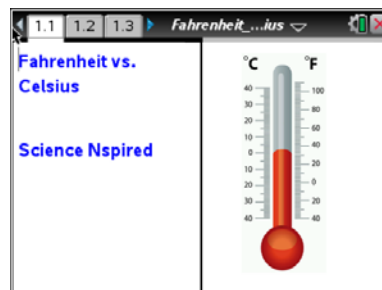 1.1 1.2 1.3 Fahrenheit_...ius
Fahrenheit vs.
Celsius
Science Nspired
°C °F
40 100
30 80
20 60
10 40
0 20
10 0
20 20
30 40
40